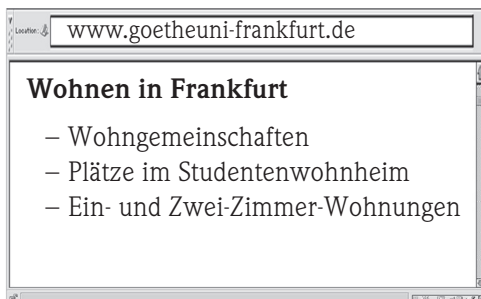 Location:
www.goetheuni-frankfurt.de
Wohnen in Frankfurt
– Wohngemeinschaften
– Plätze im Studentenwohnheim
– Ein- und Zwei-Zimmer-Wohnungen